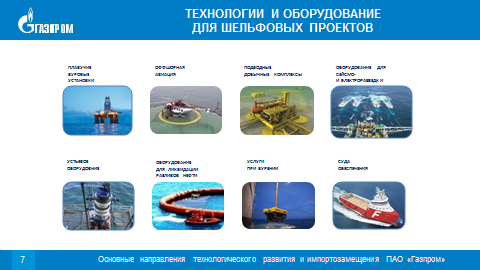 ГАЗПРОМ
ТЕХНОЛОГИИ И ОБОРУДОВАНИЕ
ДЛЯ ШЕЛЬФОВЫХ ПРОЕКТОВ
ПЛАВУЧИЕ
БУРОВЫЕ
УСТАНОВКИ
ОФФШОРНАЯ
АВИАЦИЯ
ПОДВОДНЫЕ
ДОБЫЧНЫЕ КОМПЛЕКСЫ
ОБОРУДОВАНИЕ ДЛЯ
СЕЙСМО-
И ЭЛЕКТРОРАЗВЕДКИ
УСТЬЕВОЕ
ОБОРУДОВАНИЕ
ОБОРУДОВАНИЕ
ДЛЯ ЛИКВИДАЦИИ
РАЗЛИВОВ НЕФТИ
УСЛУГИ
ПРИ БУРЕНИИ
СУДА
ОБЕСПЕЧЕНИЯ
7
Основные направления технологического развития и импортозамещения ПАО «Газпром»